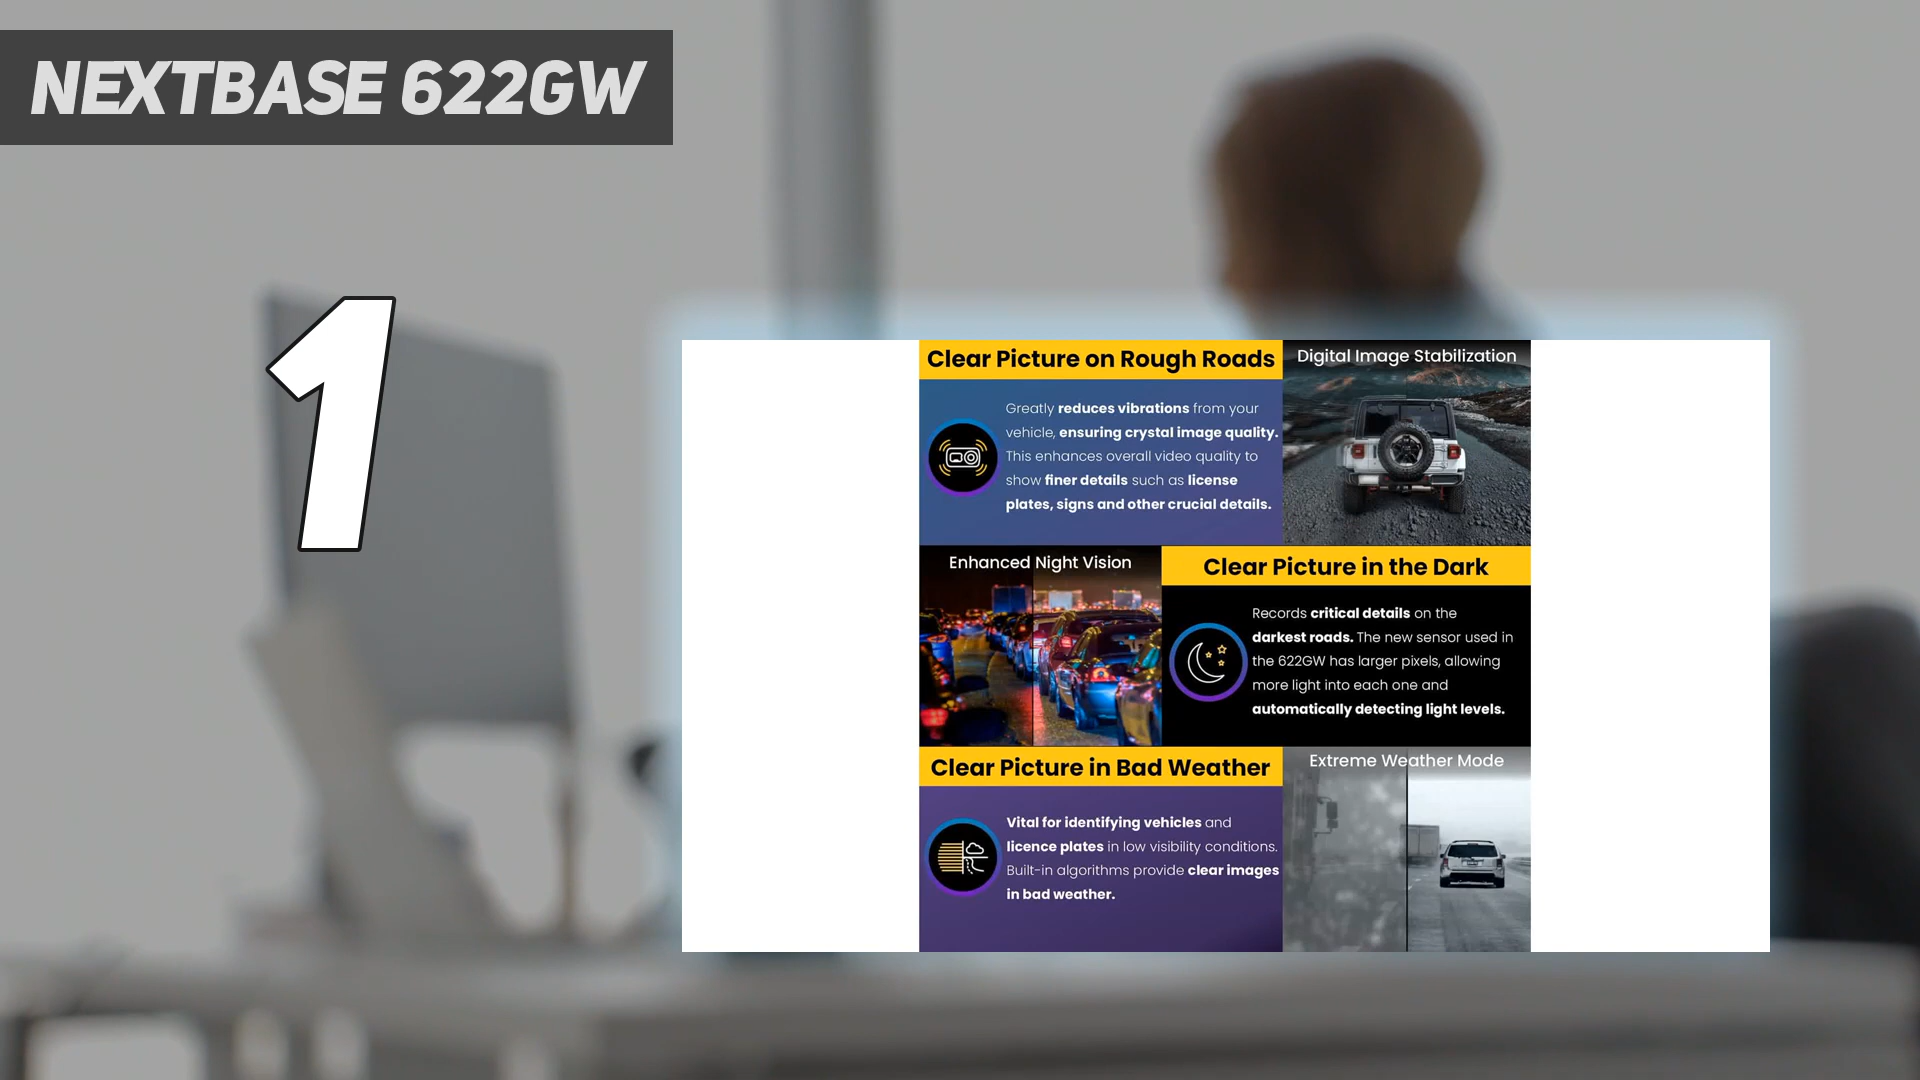 NEXTBASE 622GW
1
Clear Picture on Rough Roads
Digital Image Stabilization
Greatly reduces vibrations from your
vehicle, ensuring crystal image quality.
This enhances overall video quality to
show finer details such as license
plates, signs and other crucial details.
Enhanced Night Vision
Clear Picture in the Dark
Records critical details on the
darkest roads. The new sensor used in
the 622GW has larger pixels, allowing
more light into each one and
automatically detecting light levels.
Clear Picture in Bad Weather
Extreme Weather Mode
Vital for identifying vehicles and
licence plates in low visibility conditions.
Built-in algorithms provide clear images
in bad weather.